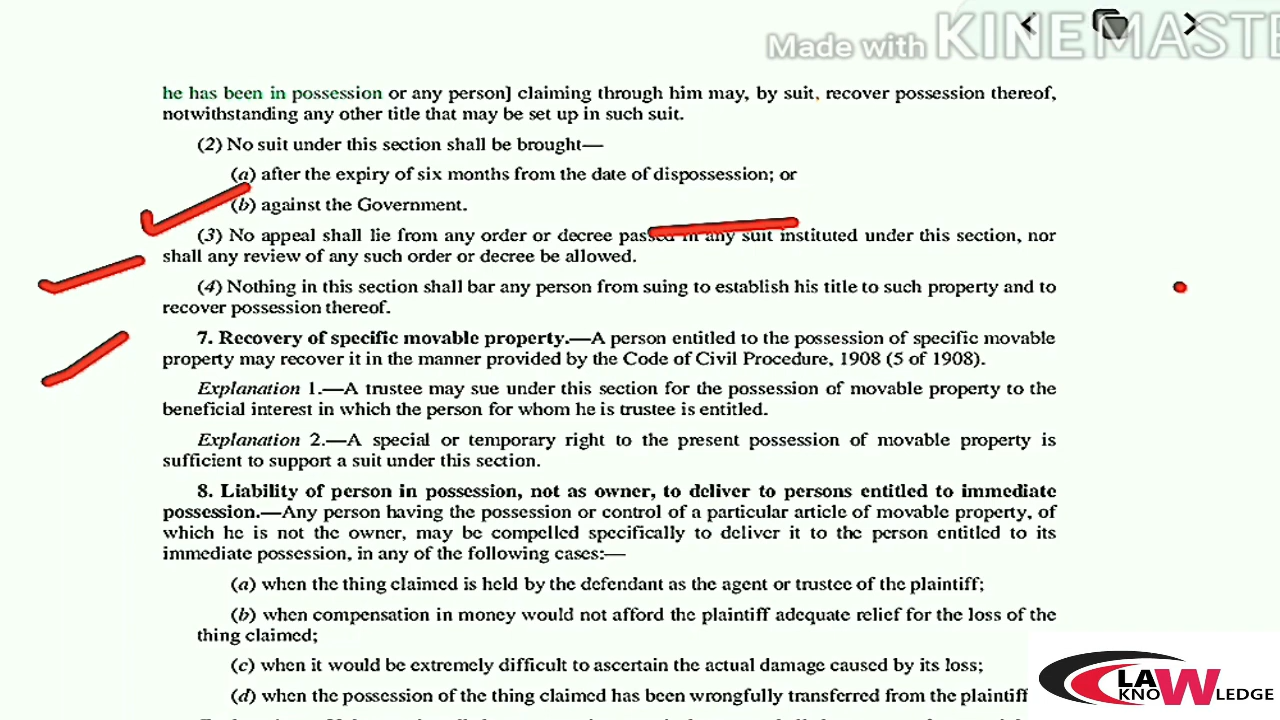 Made with KINEMASTE
he has been in possession or any person] claiming through him may, by suit, recover possession thereof,
notwithstanding any other title that may be set up in such suit.
(2) No suit under this section shall be brought—
(a) after the expiry of six months from the date of dispossession; or
(b) against the Government.
(3) No appeal shall lie from any order or decree passed in any suit instituted under this section, nor
shall any review of any such order or decree be allowed.
(4) Nothing in this section shall bar any person from suing to establish his title to such property and to
recover possession thereof.
7. Recovery of specific movable property.—A person entitled to the possession of specific movable
property may recover it in the manner provided by the Code of Civil Procedure, 1908 (5 of 1908).
Explanation 1.—A trustee may sue under this section for the possession of movable property to the
beneficial interest in which the person for whom he is trustee is entitled.
Explanation 2.—A special or temporary right to the present possession of movable property is
sufficient to support a suit under this section.
8. Liability of person in possession, not as owner, to deliver to persons entitled to immediate
possession.—Any person having the possession or control of a particular article of movable property, of
which he is not the owner, may be compelled specifically to deliver it to the person entitled to its
immediate possession, in any of the following cases:—
(a) when the thing claimed is held by the defendant as the agent or trustee of the plaintiff;
(b) when compensation in money would not afford the plaintiff adequate relief for the loss of the
thing claimed;
(c) when it would be extremely difficult to ascertain the actual damage caused by its loss;
(d) when the possession of the thing claimed has been wrongfully transferred from the plaintiff
LAW
KNOWLEDGE